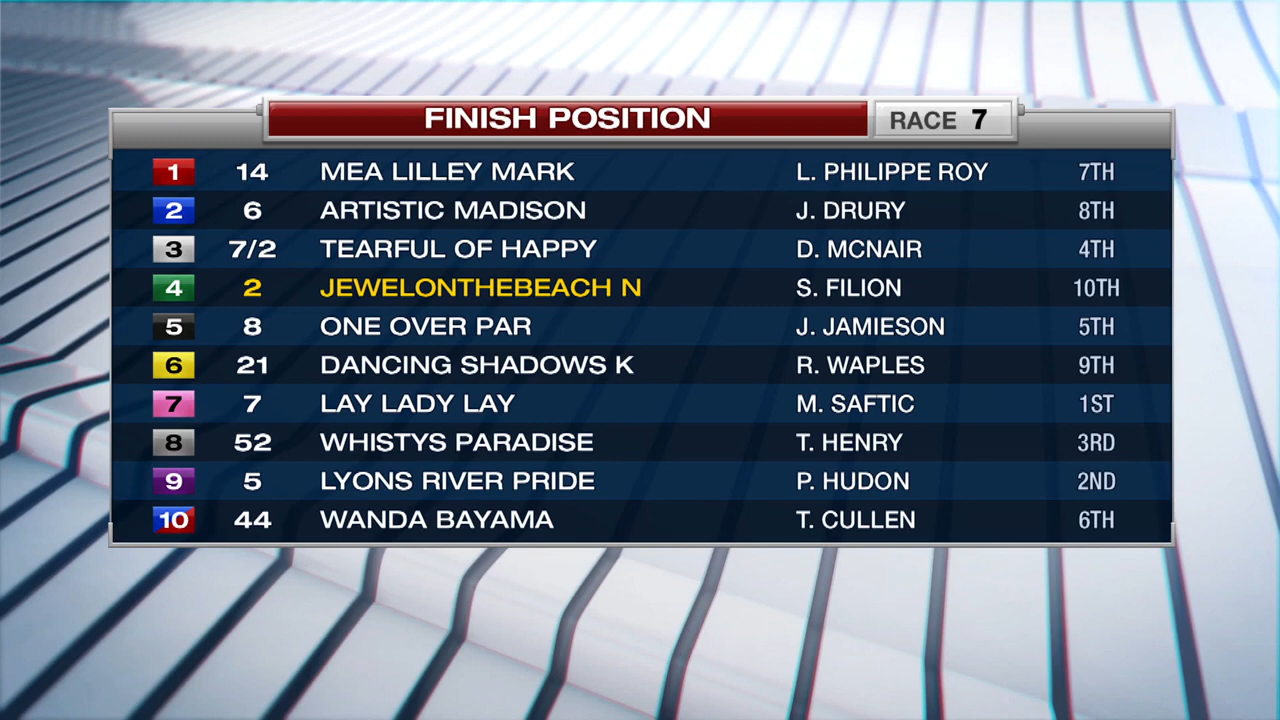 FINISH POSITION RACE 7
1 14 MEA LILLEY MARK L. PHILIPPE ROY 7TH
2 6 ARTISTIC MADISON J. DRURY 8TH
3 7/2 TEARFUL OF HAPPY D. MCNAIR 4TH
4 2 JEWELONTHEBEACH N S. FILION 10TH
5 8 ONE OVER PAR J. JAMIESON 5TH
6 21 DANCING SHADOWS K R. WAPLES 9TH
7 7 LAY LADY LAY M. SAFTIC 1ST
8 52 WHISTYS PARADISE T. HENRY 3RD
9 5 LYONS RIVER PRIDE P. HUDON 2ND
10 44 WANDA BAYAMA T. CULLEN 6TH